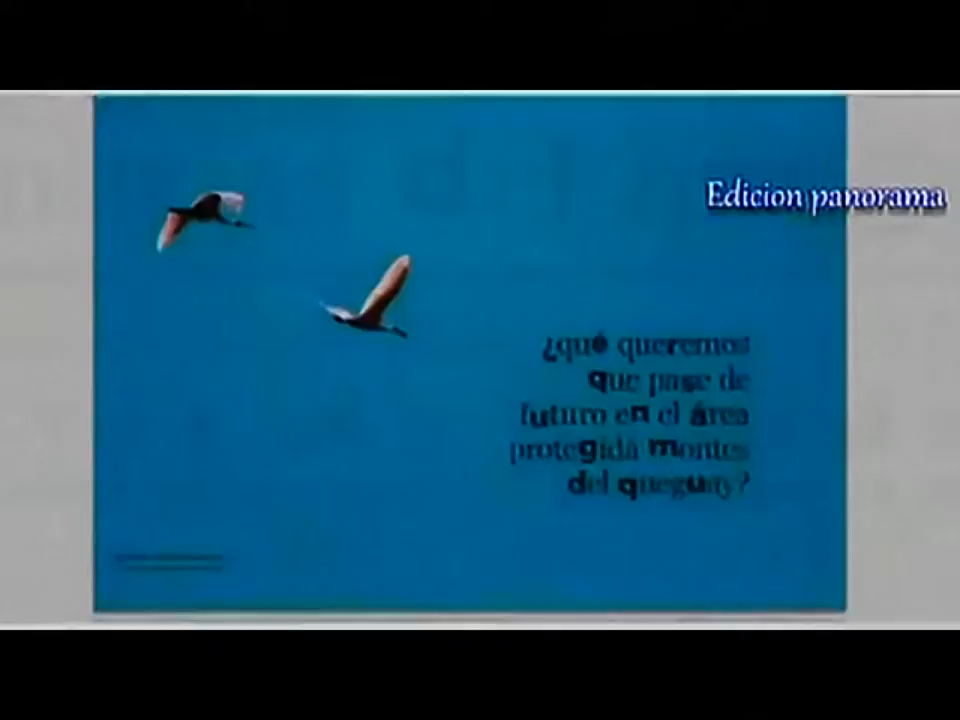 Edicion panorama
¿qué queremos
que pase de
futuro en el área
protegida montes
del queguay?